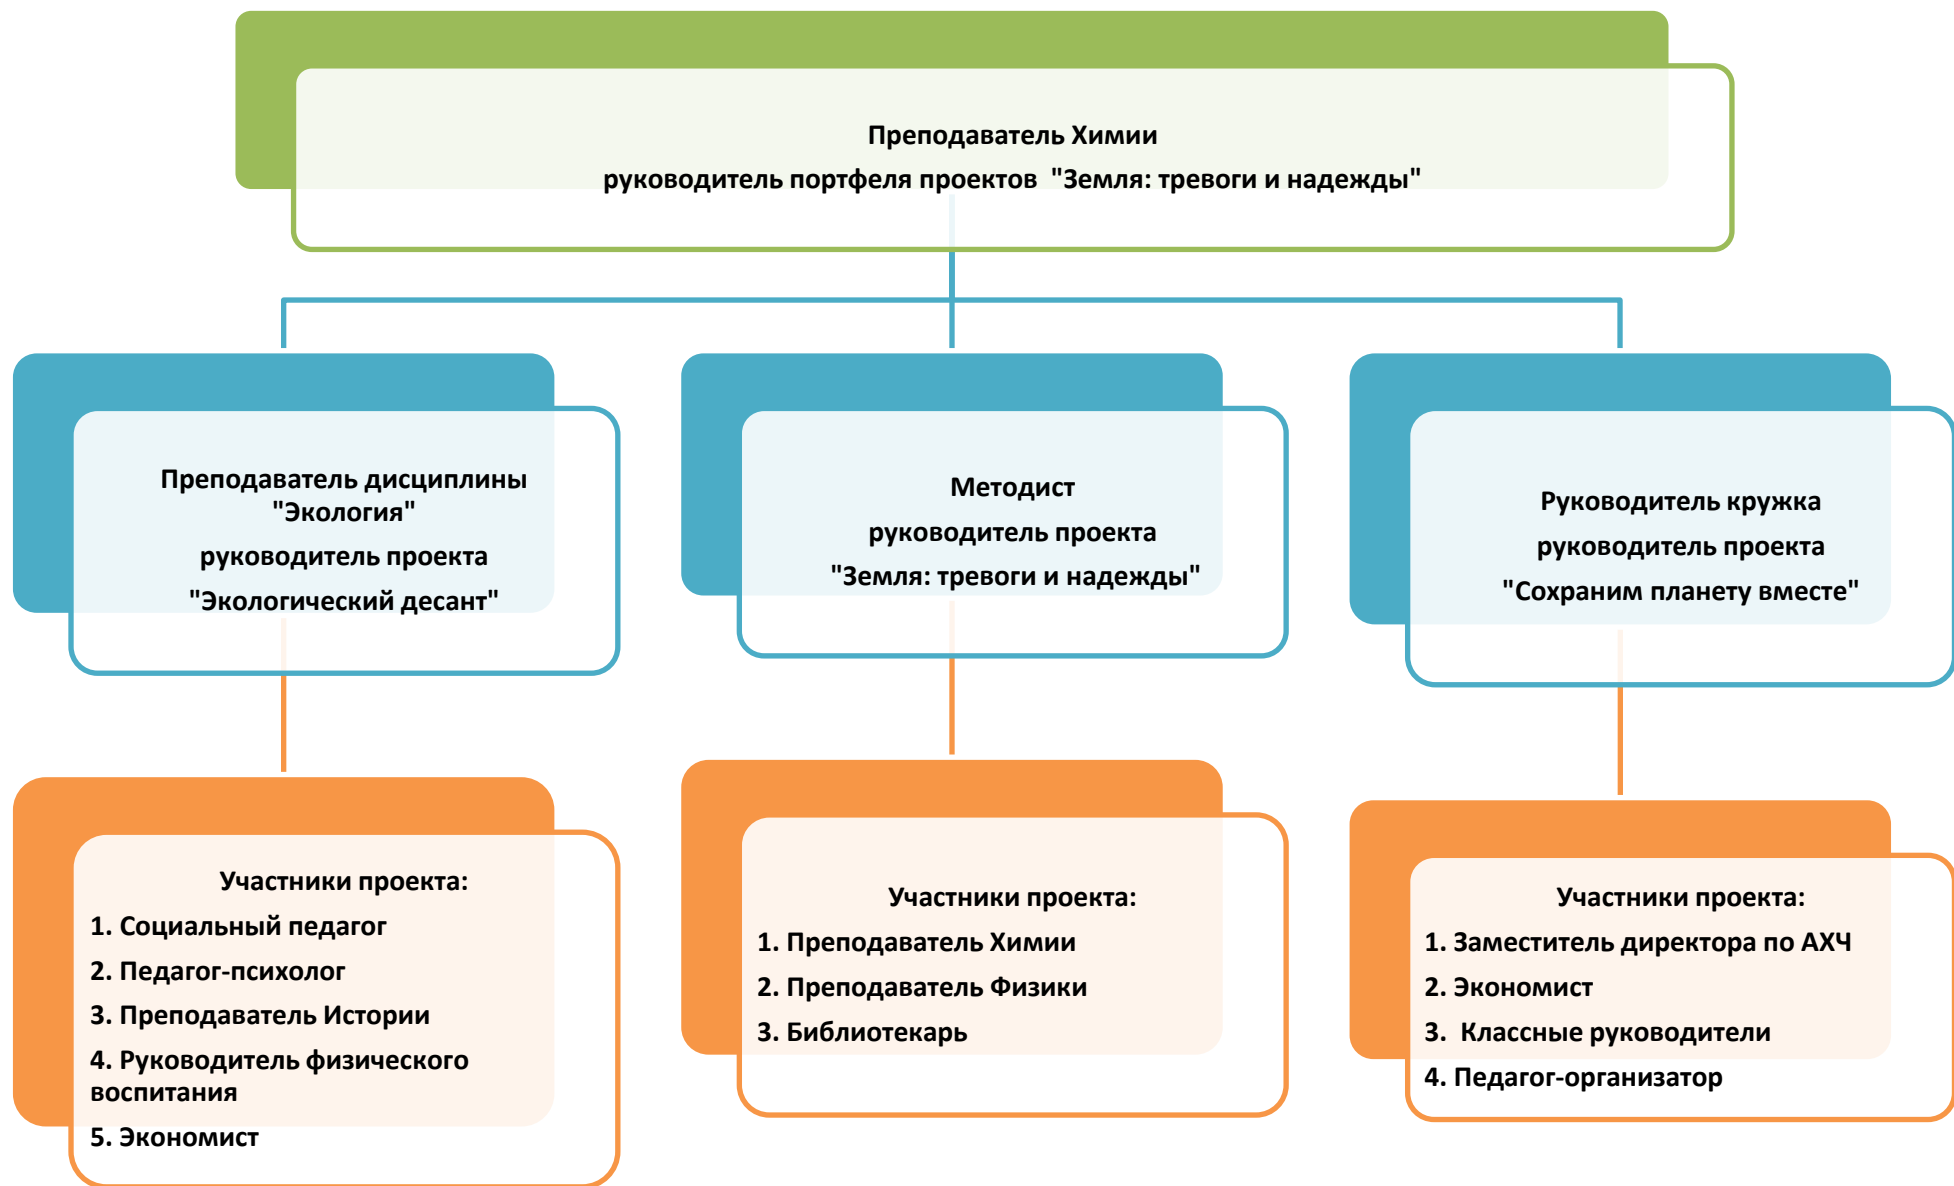 Преподаватель Химии
руководитель портфеля проектов "Земля: тревоги и надежды"
Преподаватель дисциплины
"Экология"
руководитель проекта
"Экологический десант"
Методист
руководитель проекта
"Земля: тревоги и надежды"
Руководитель кружка
руководитель проекта
"Сохраним планету вместе"
Участники проекта:
1. Социальный педагог
2. Педагог-психолог
3. Преподаватель Истории
4. Руководитель физического
воспитания
5. Экономист
Участники проекта:
1. Преподаватель Химии
2. Преподаватель Физики
3. Библиотекарь
Участники проекта:
1. Заместитель директора по АХЧ
2. Экономист
3. Классные руководители
4. Педагог-организатор